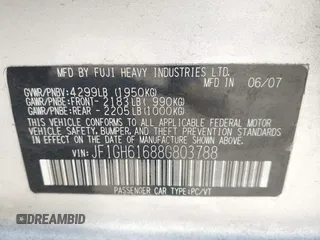 MFD BY FUJI HEAVY INDUSTRIES LTD. 06/07
GVWR/PNBV:4299LB (1950KG)
GAWR/PNBE:FRONT-2183LB ( 990KG)
GAWR/PNBE:REAR -2205LB (1000KG)
THIS VEHICLE CONFORMS TO ALL APPLICABLE FEDERAL MOTOR VEHICLE
SAFETY, BUMPER, AND THEFT PREVENTION STANDARDS
IN EFFECT ON THE DATE OF MANUFACTURE SHOWN ABOVE.
VIN: JF1GH61688G803788
PASSENGER CAR TYPE:PC/VT
DREAMBID